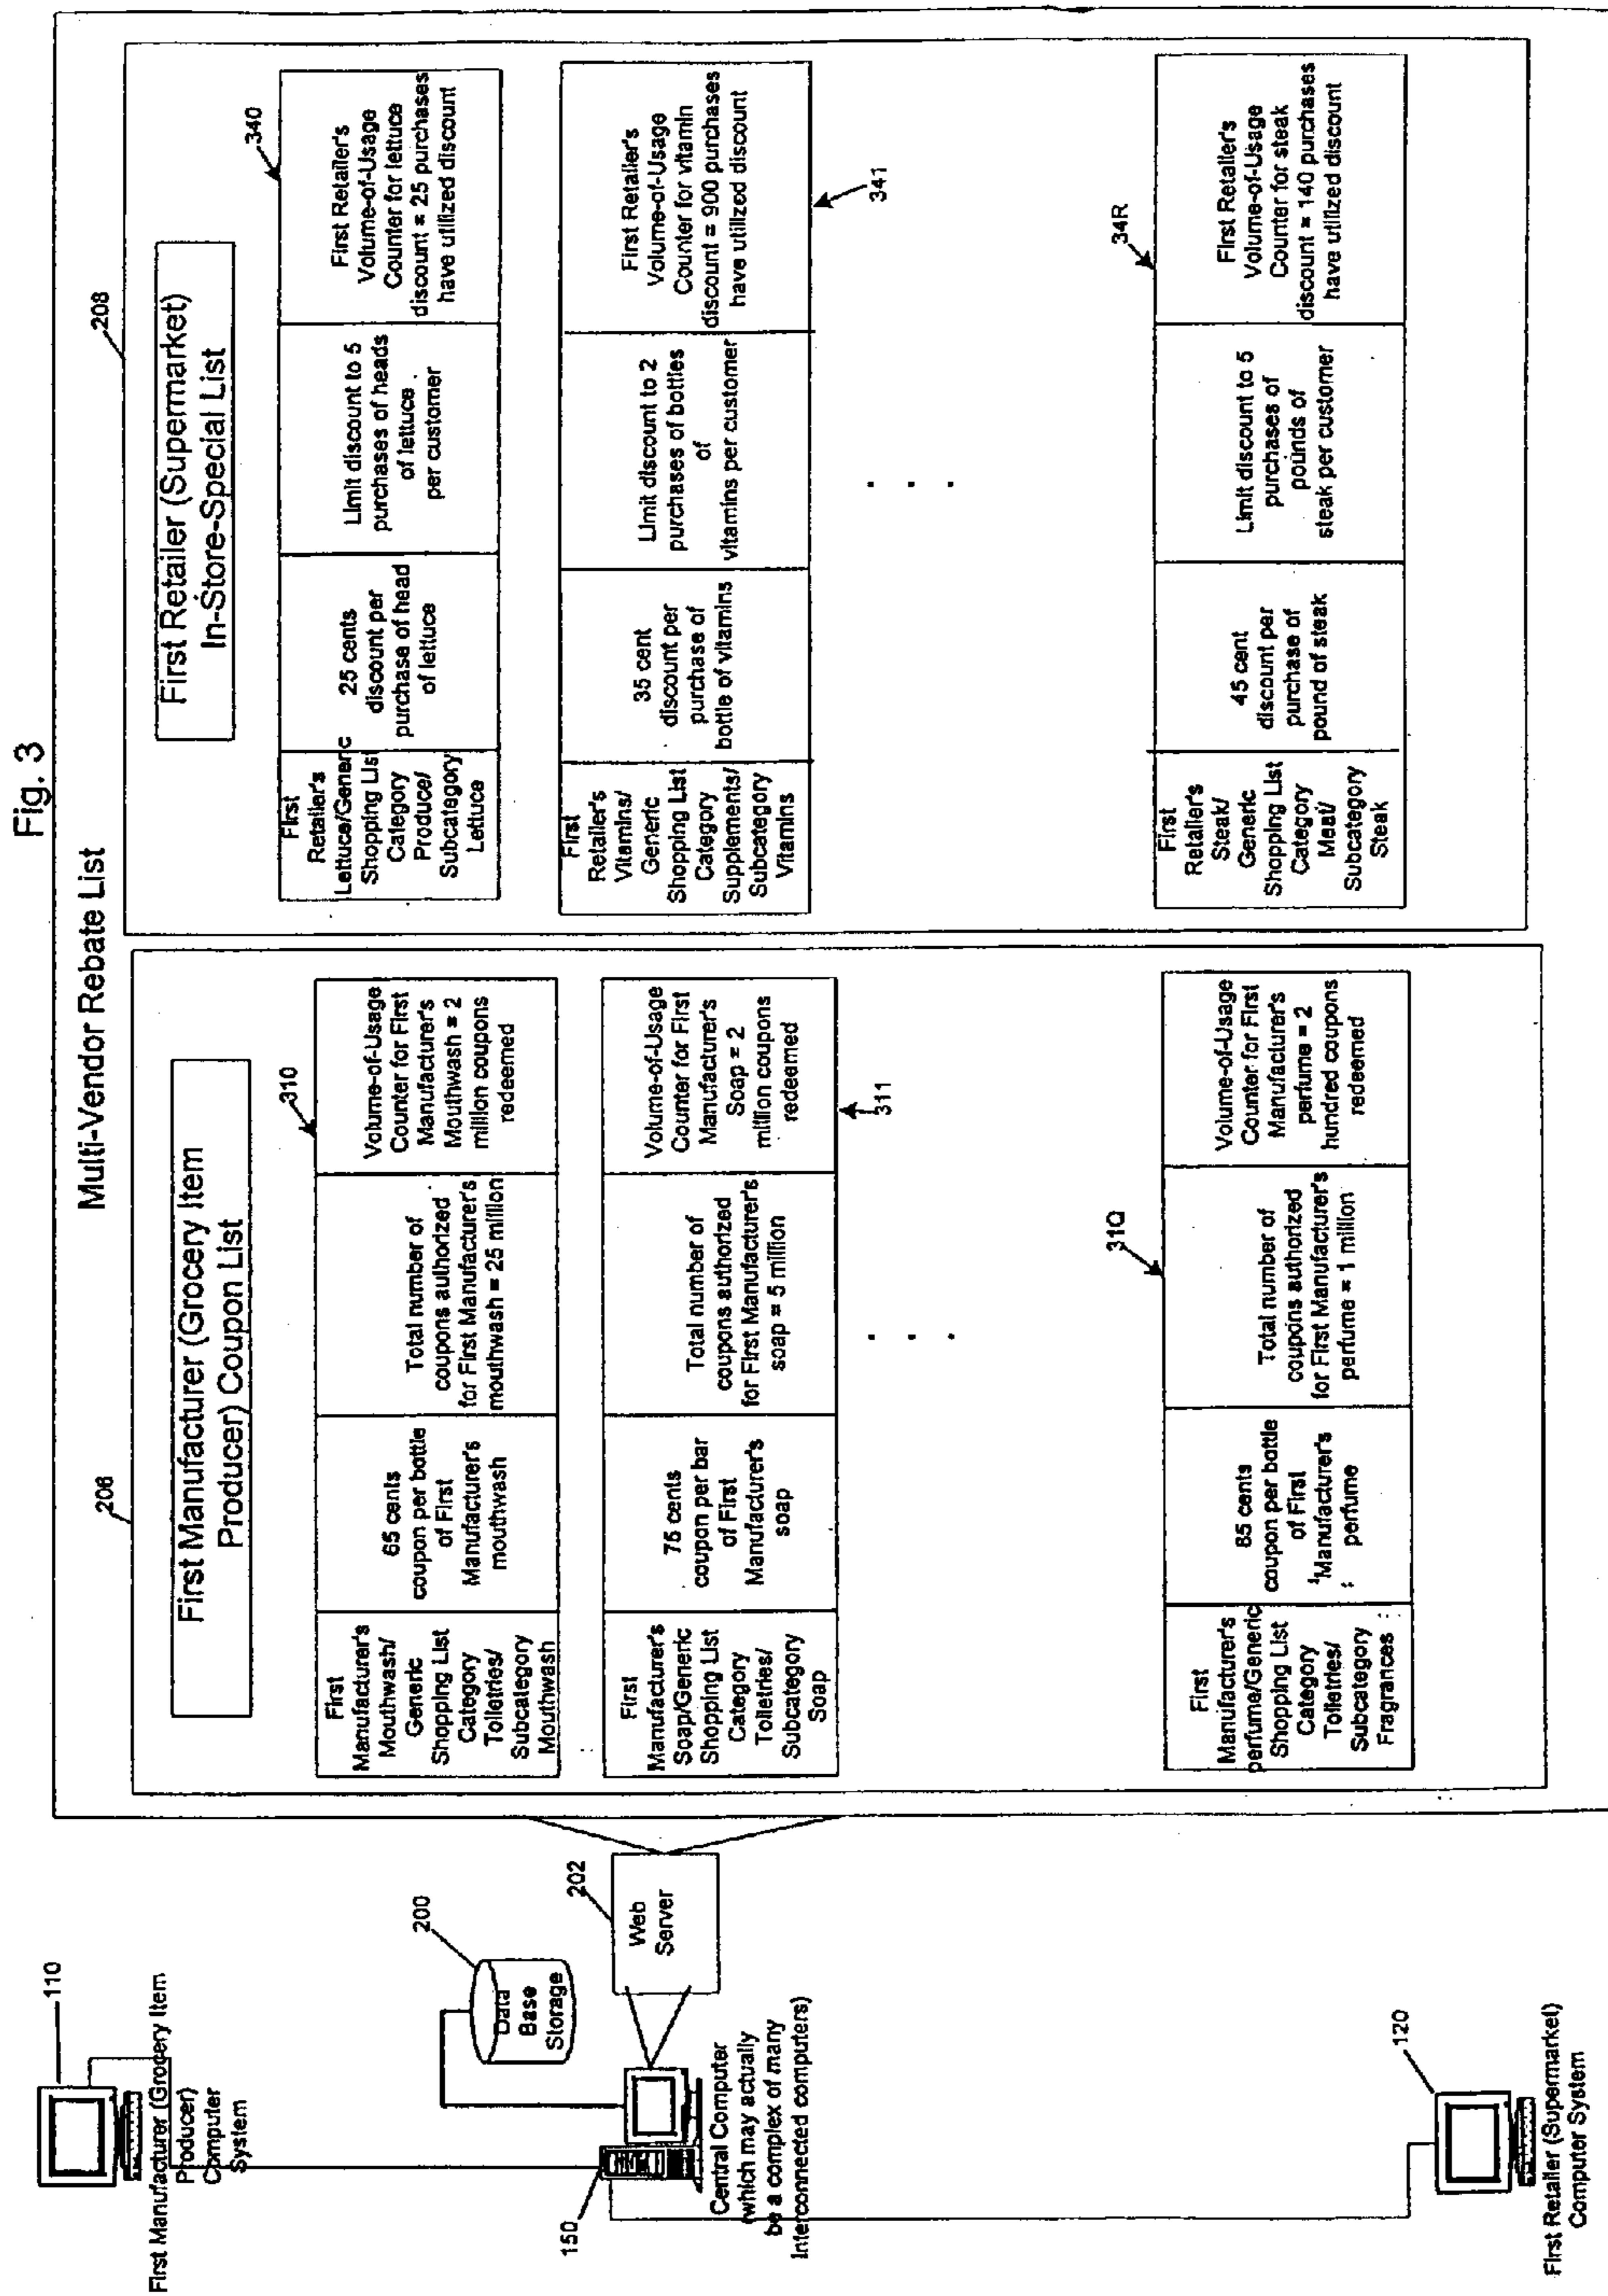 Fig. 3
Multi-Vendor Rebate List
206
First Manufacturer (Grocery Item
Producer) Coupon List
310
First
Manufacturer's
Mouthwash/
Generic
Shopping List
Category
Toiletries/
Subcategory
Mouthwash
65 cents
coupon per bottle
of First
Manufacturer's
mouthwash
Total number of
coupons authorized
for First Manufacturer's
mouthwash = 25 million
Volume-of-Usage
Counter for First
Manufacturer's
Mouthwash = 2
million coupons
redeemed
First
Manufacturer's
Soap/Generic
Shopping List
Category
Toiletries/
Subcategory
Soap
75 cents
coupon per bar
of First
Manufacturer's
soap
Total number of
coupons authorized
for First Manufacturer's
soap = 5 million
Volume-of-Usage
Counter for First
Manufacturer's
Soap = 2
million coupons
redeemed
311
. . .
31Q
First
Manufacturer's
perfume/Generic
Shopping List
Category
Toiletries/
Subcategory
Fragrances
85 cents
coupon per bottle
of First
Manufacturer's
perfume
Total number of
coupons authorized
for First Manufacturer's
perfume = 1 million
Volume-of-Usage
Counter for First
Manufacturer's
perfume = 2
hundred coupons
redeemed
208
First Retailer (Supermarket)
In-Store-Special List
340
First
Retailer's
Lettuce/Generic
Shopping List
Category
Produce/
Subcategory
Lettuce
25 cents
discount per
purchase of head
of lettuce
Limit discount to 5
purchases of heads
of lettuce
per customer
First Retailer's
Volume-of-Usage
Counter for lettuce
discount = 25 purchases
have utilized discount
First
Retailer's
Vitamins/
Generic
Shopping List
Category
Supplements/
Subcategory
Vitamins
35 cent
discount per
purchase of
bottle of vitamins
Limit discount to 2
purchases of bottles
of
vitamins per customer
First Retailer's
Volume-of-Usage
Counter for vitamin
discount = 900 purchases
have utilized discount
341
. . .
34R
First
Retailer's
Steak/
Generic
Shopping List
Category
Meat/
Subcategory
Steak
45 cent
discount per
purchase of
pound of steak
Limit discount to 5
purchases of
pounds of
steak per customer
First Retailer's
Volume-of-Usage
Counter for steak
discount = 140 purchases
have utilized discount
110
First Manufacturer (Grocery Item
Producer)
Computer
System
200
Data
Base
Storage
202
Web
Server
150
Central Computer
(which may actually
be a complex of many
Interconnected computers)
120
First Retailer (Supermarket)
Computer System